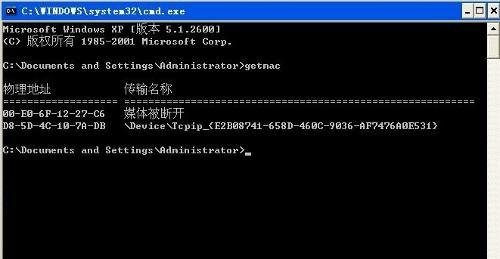 C:\WINDOWS\system32\cmd.exe
Microsoft Windows XP [版本 5.1.2600]
(C) 版权所有 1985-2001 Microsoft Corp.
C:\Documents and Settings\Administrator>getmac
物理地址 传输名称
=================== ==========================================================
00-E0-6F-12-27-C6 媒体被断开
D8-5D-4C-10-7A-DB \Device\Tcpip_{E2B08741-658D-460C-9036-AF7476A0E531}
C:\Documents and Settings\Administrator>_